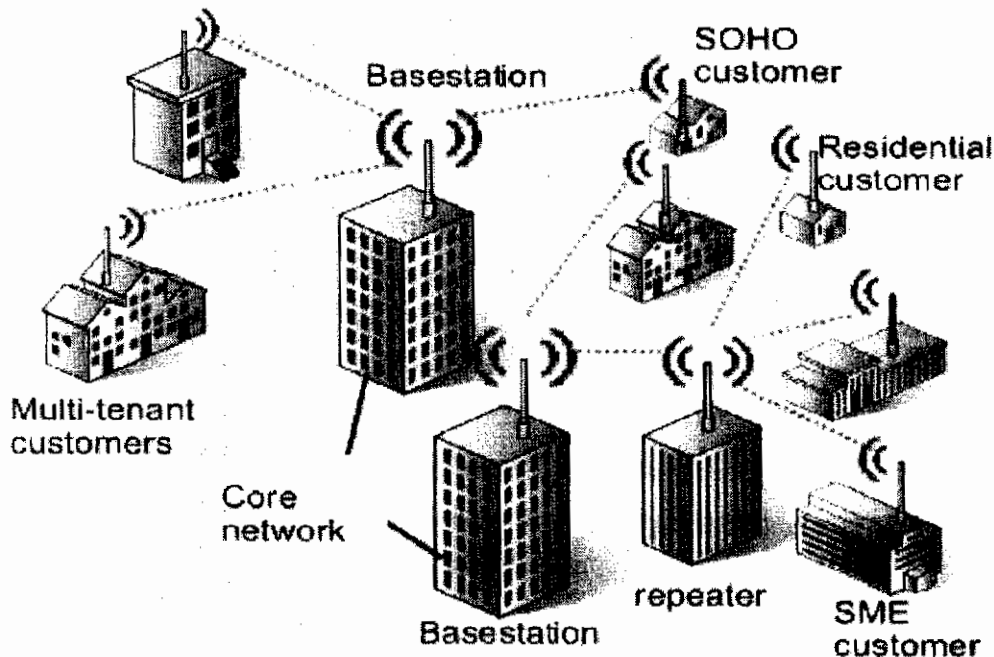 SOHO
customer
Basestation
Residential
customer
Multi-tenant
customers
Core
network
repeater
Basestation
SME
customer